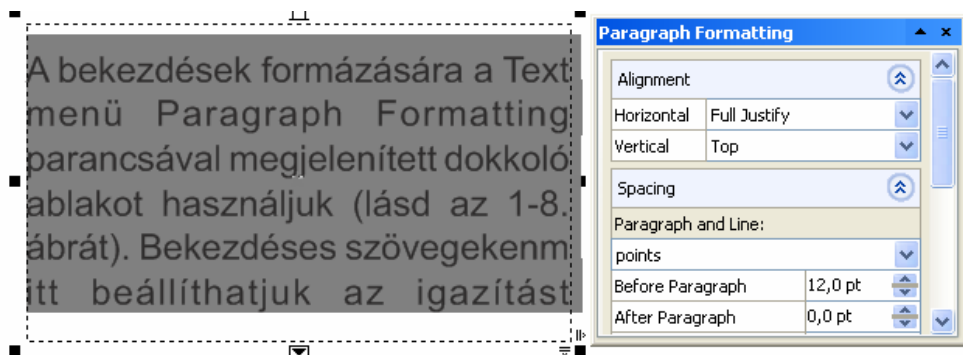 A bekezdések formázására a Text
menü Paragraph Formatting
parancsával megjelenített dokkoló
ablakot használjuk (lásd az 1-8.
ábrát). Bekezdéses szövegekenm
itt beállíthatjuk az igazítást
Paragraph Formatting
Alignment
Horizontal Full Justify
Vertical Top
Spacing
Paragraph and Line:
points
Before Paragraph 12,0 pt
After Paragraph 0,0 pt